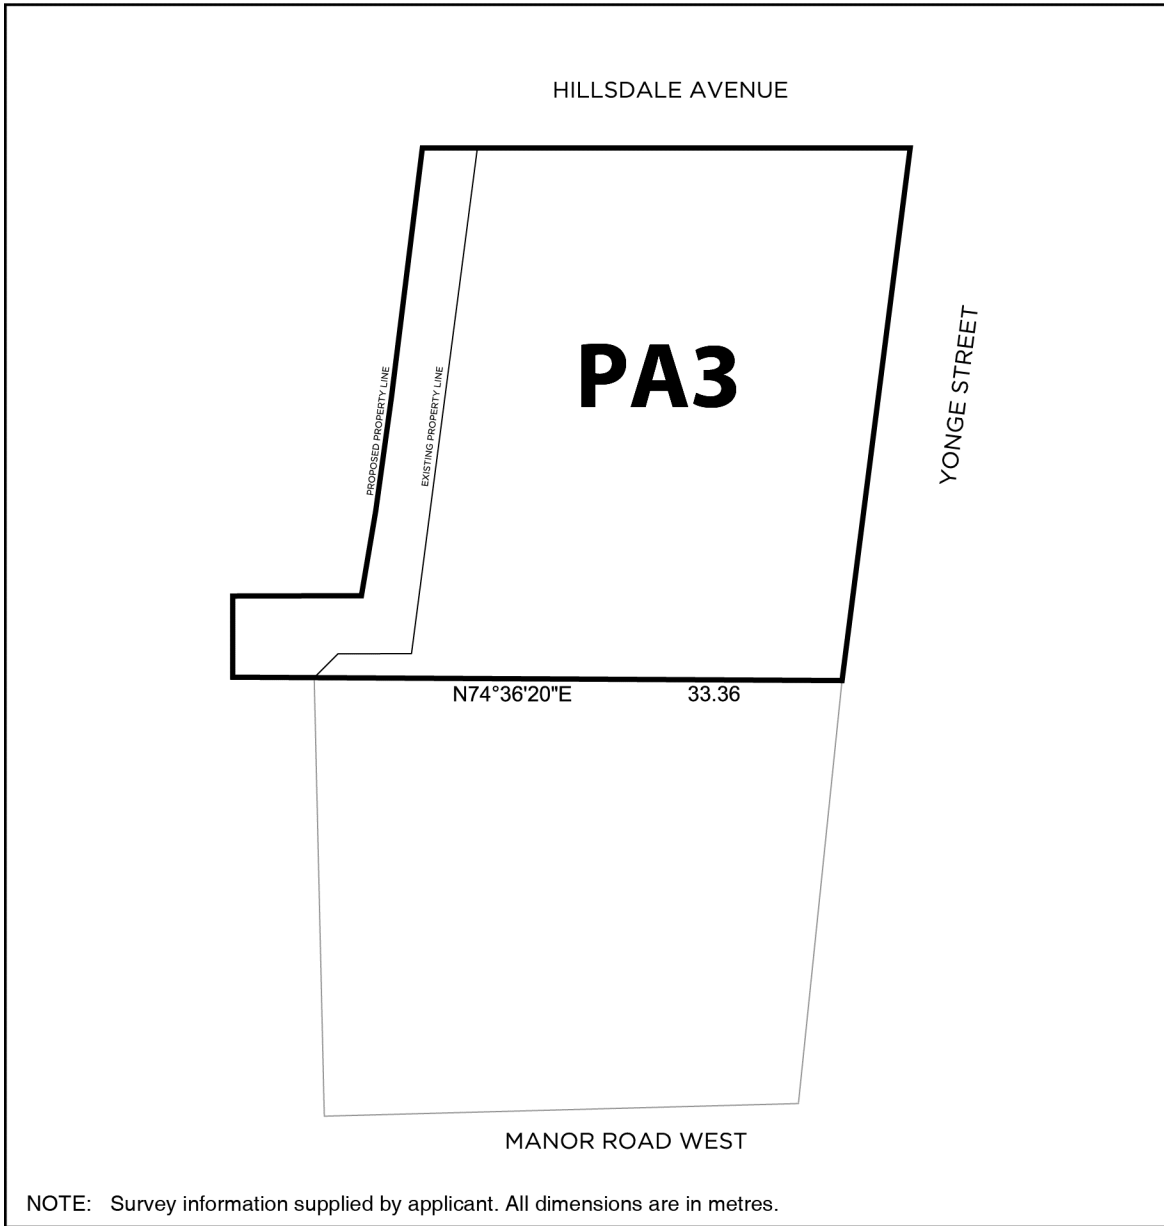 HILLSDALE AVENUE
PA3
YONGE STREET
PROPOSED PROPERTY LINE
EXISTING PROPERTY LINE
N74°36'20"E 33.36
MANOR ROAD WEST
NOTE: Survey information supplied by applicant. All dimensions are in metres.